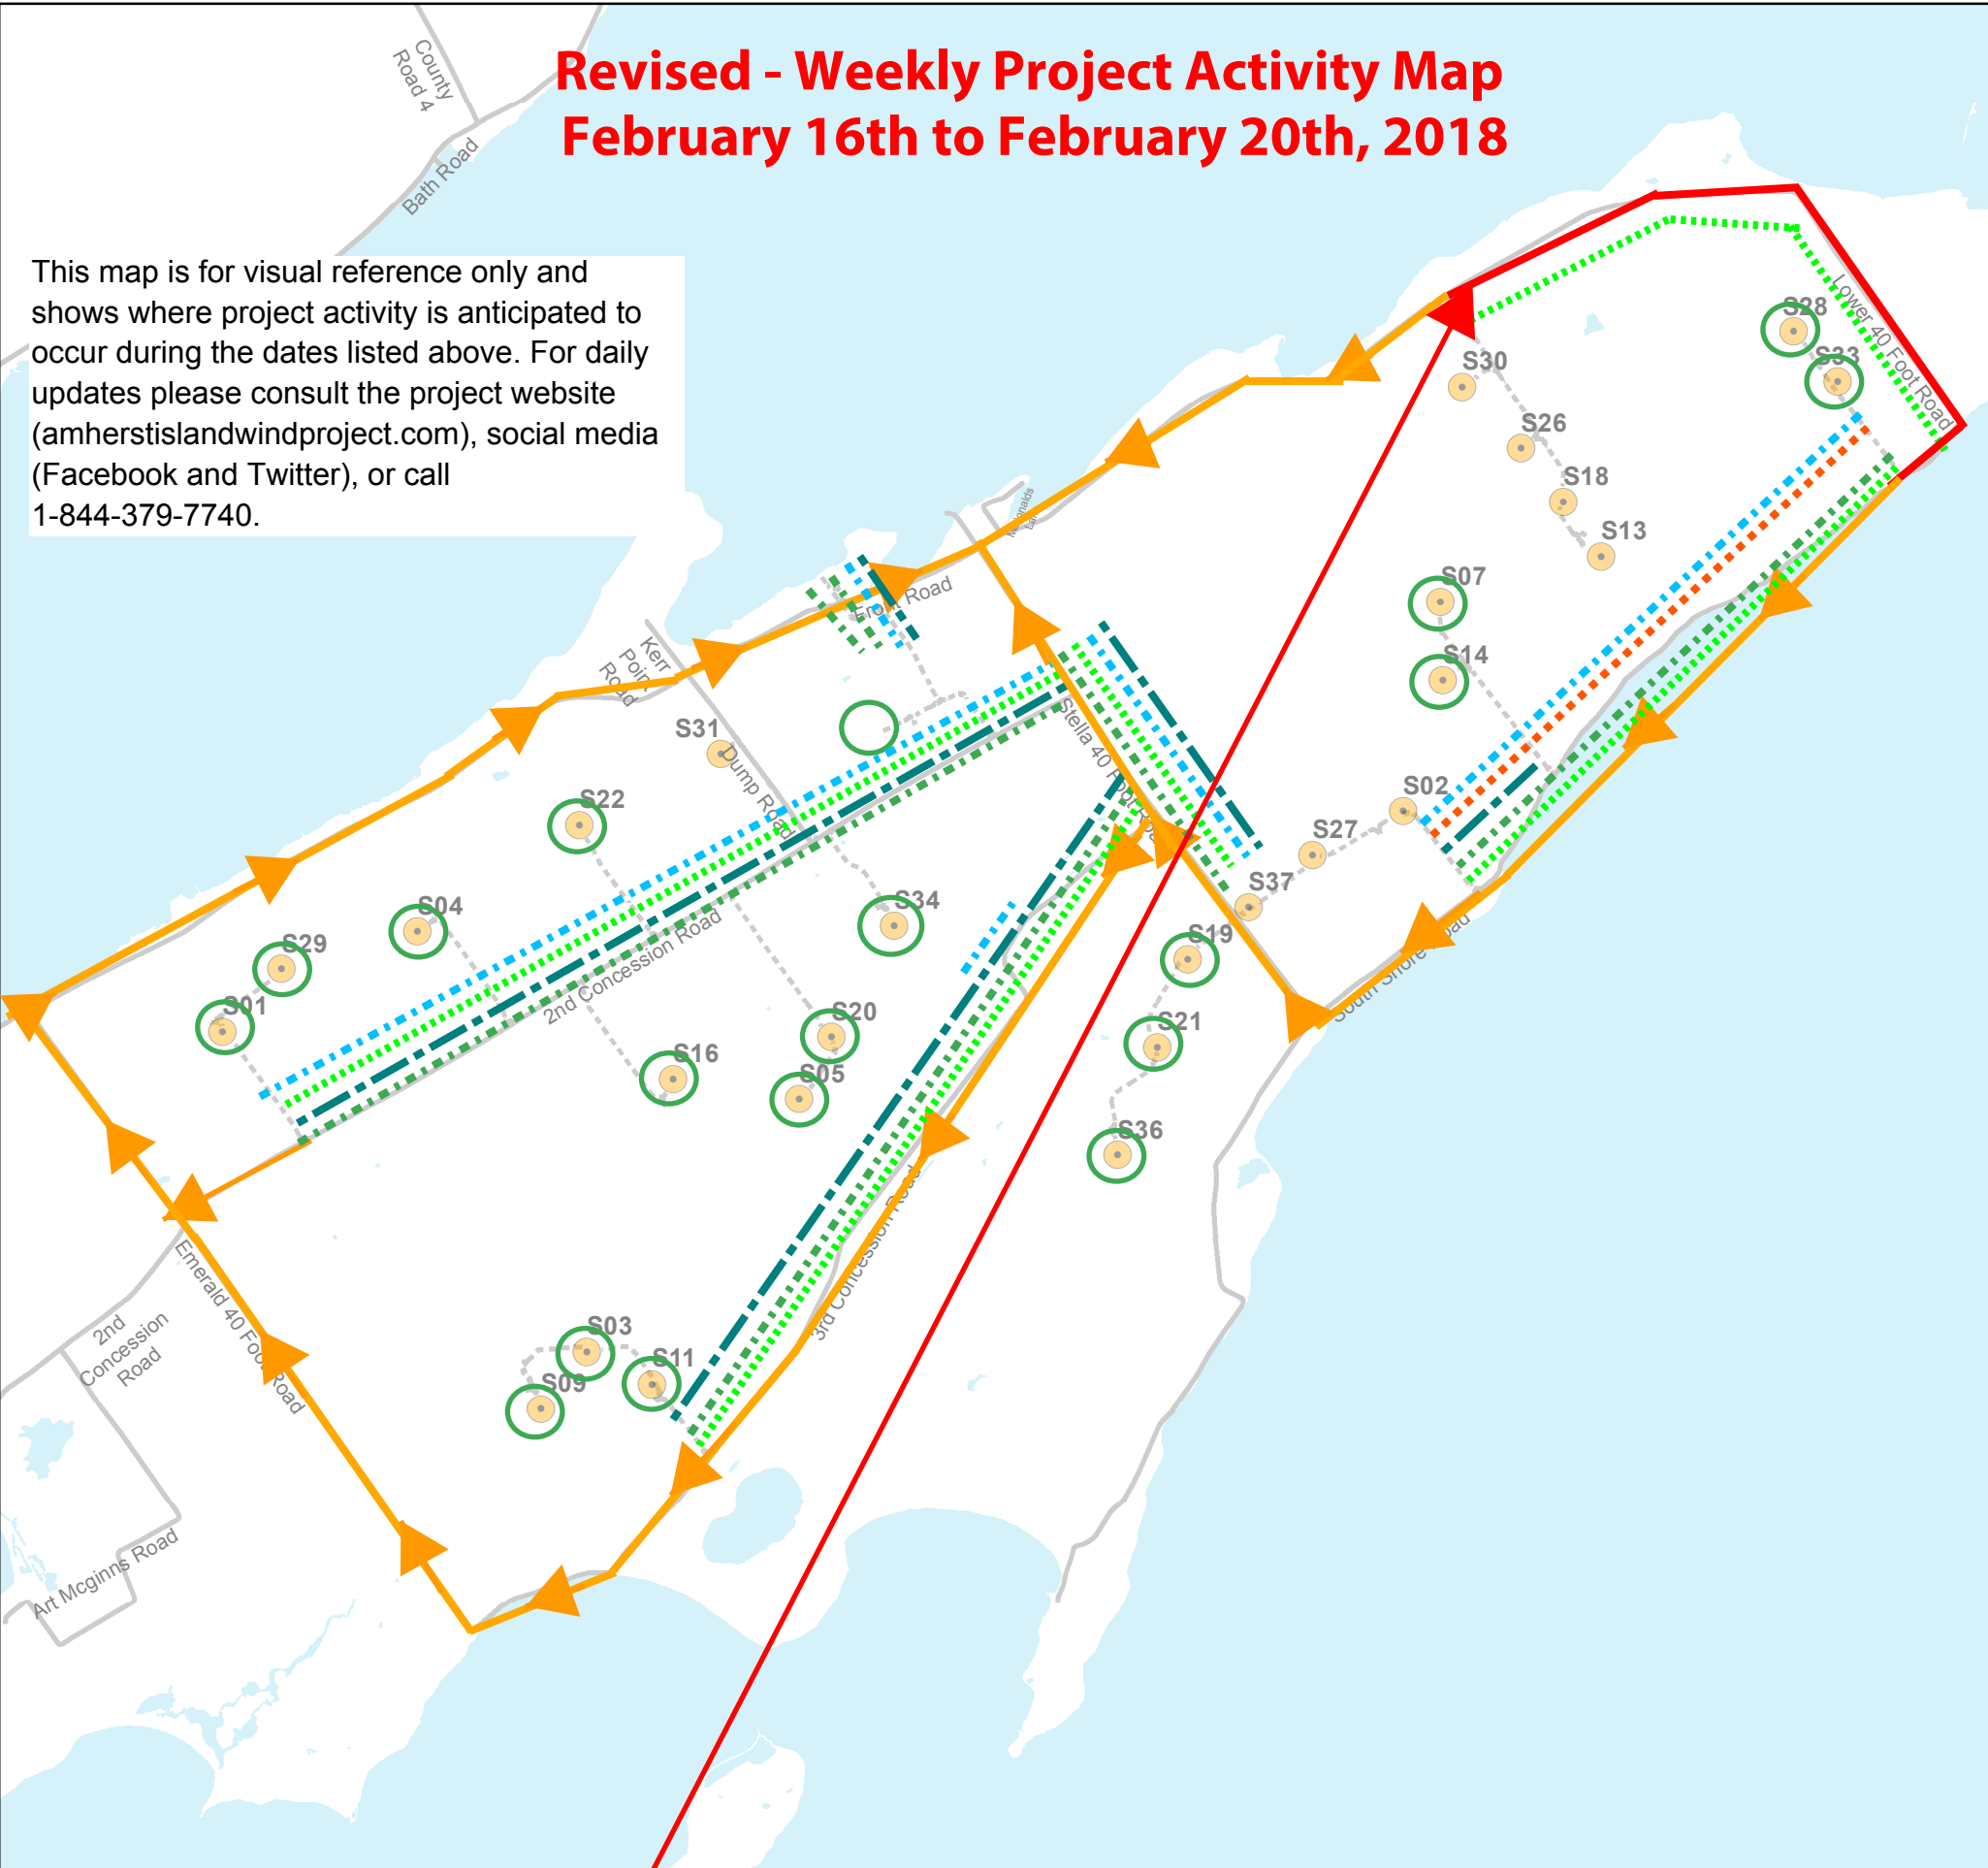 Revised - Weekly Project Activity Map
February 16th to February 20th, 2018
County
Road 4
Bath Road
This map is for visual reference only and
shows where project activity is anticipated to
occur during the dates listed above. For daily
updates please consult the project website
(amherstislandwindproject.com), social media
(Facebook and Twitter), or call
1-844-379-7740.
Lower 40 Foot Road
S28
S33
S30
S26
S18
S13
S07
S14
Front Road
Kerr
Point
Road
S31
Dump Road
Stella 40 Foot Road
S22
S02
S27
S37
S04
S34
S29
S19
South Shore Road
2nd Concession Road
S01
S20
S21
S16
S05
S36
3rd Concession Road
Emerald 40 Foot Road
2nd
Concession
Road
S03
S11
S09
Art Mcginns Road